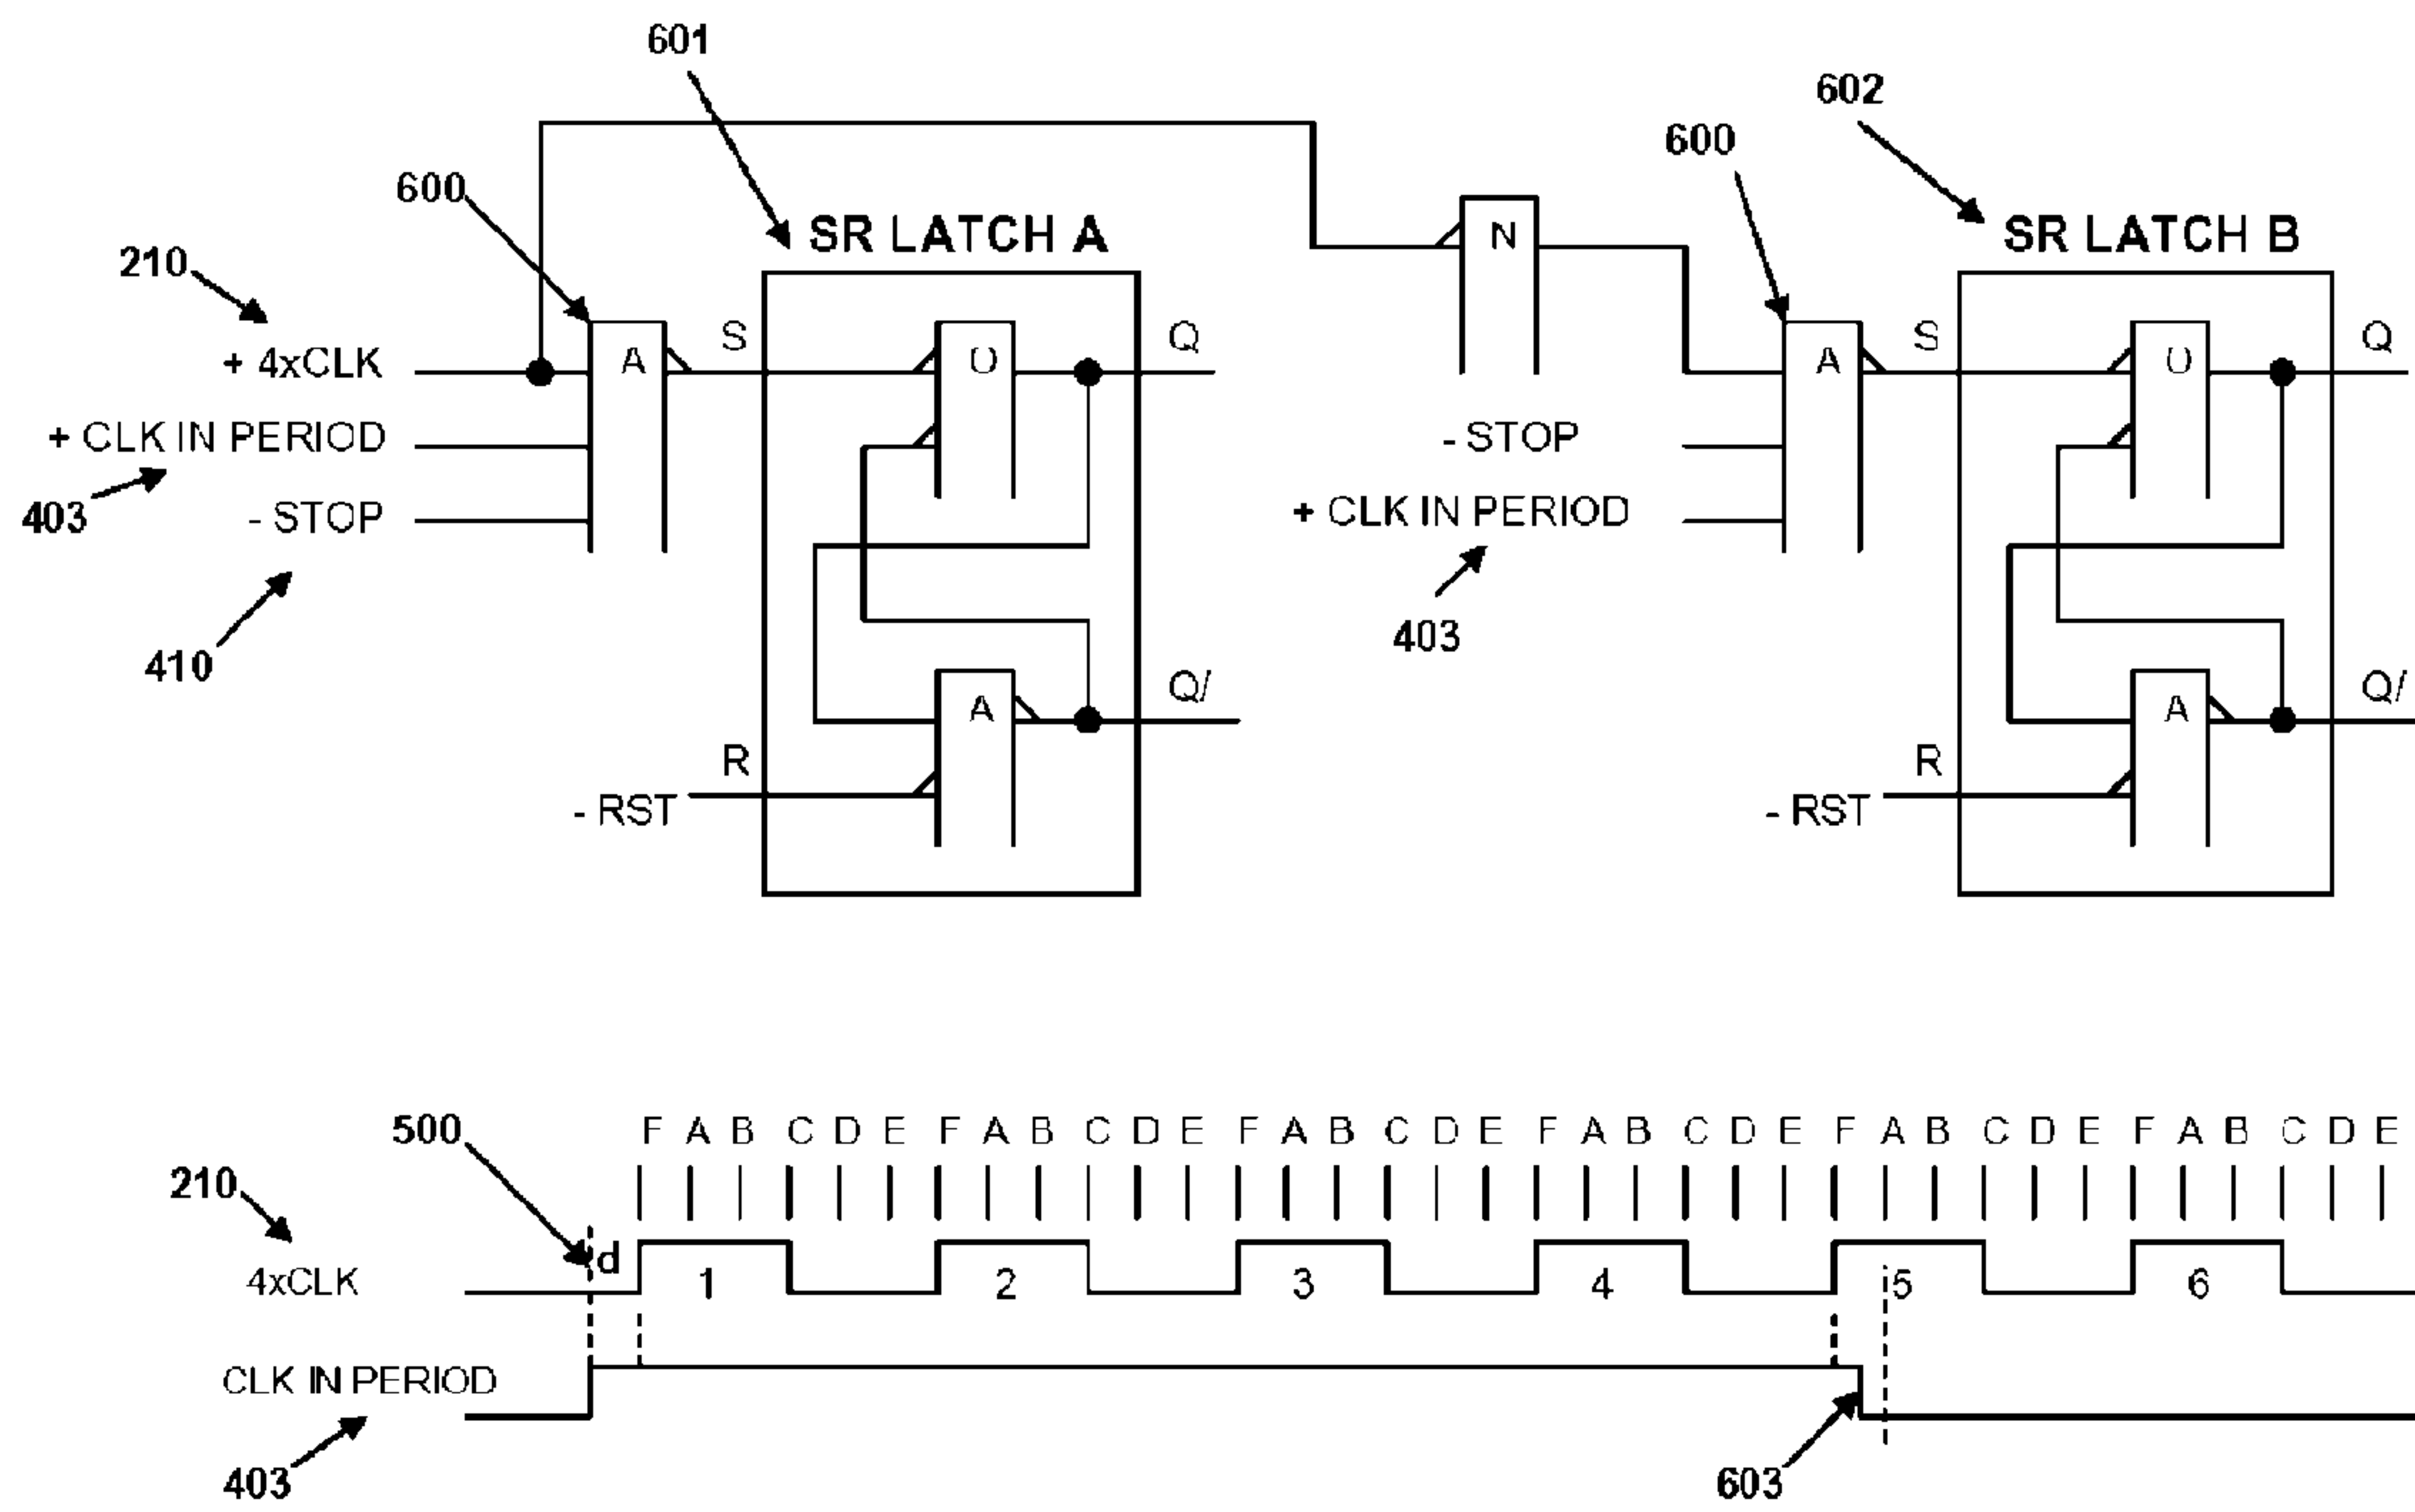 601
602
600
600
SR LATCH A
SR LATCH B
N
210
+ 4xCLK
A
S
O
Q
A
S
O
Q
+ CLK IN PERIOD
- STOP
403
- STOP
+ CLK IN PERIOD
410
403
A
Q/
A
Q/
R
R
- RST
- RST
500
F A B C D E F A B C D E F A B C D E F A B C D E F A B C D E F A B C D E
210
d
4xCLK
1 2 3 4 5 6
CLK IN PERIOD
403
603